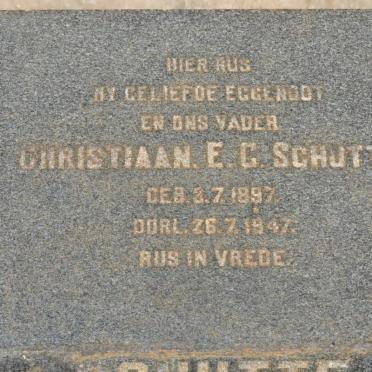 HIER RUS
MY GELIEFDE EGGENOOT
EN ONS VADER
CHRISTIAAN. E. G. SCHUTT
GEB. 3.7.1897.
OORL. 26.7.1947.
RUS IN VREDE.
SCHUTTE